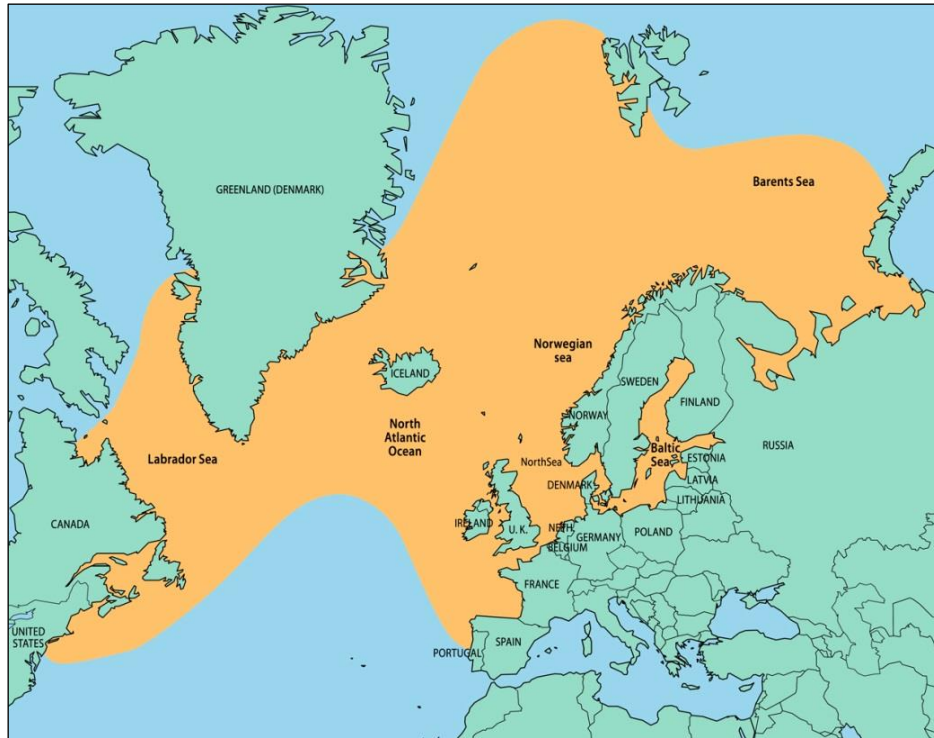 Barents Sea
GREENLAND (DENMARK)
Norwegian
sea
ICELAND
SWEDEN
FINLAND
NORWAY
North
Atlantic
Ocean
RUSSIA
Baltic
Sea
Labrador Sea
NorthSea
ESTONIA
LATVIA
DENMARK
LITHUANIA
CANADA
IRELAND
U. K.
NETH
GERMANY
POLAND
BELGIUM
FRANCE
UNITED
STATES
PORTUGAL
SPAIN